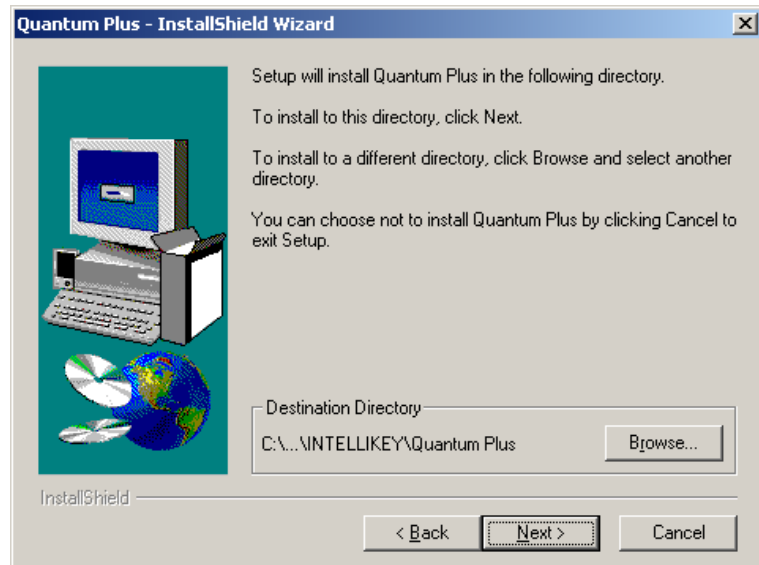 Quantum Plus - InstallShield Wizard
Setup will install Quantum Plus in the following directory.
To install to this directory, click Next.
To install to a different directory, click Browse and select another
directory.
You can choose not to install Quantum Plus by clicking Cancel to
exit Setup.
Destination Directory
C:\...\INTELLIKEY\Quantum Plus
Browse...
InstallShield
< Back
Next >
Cancel